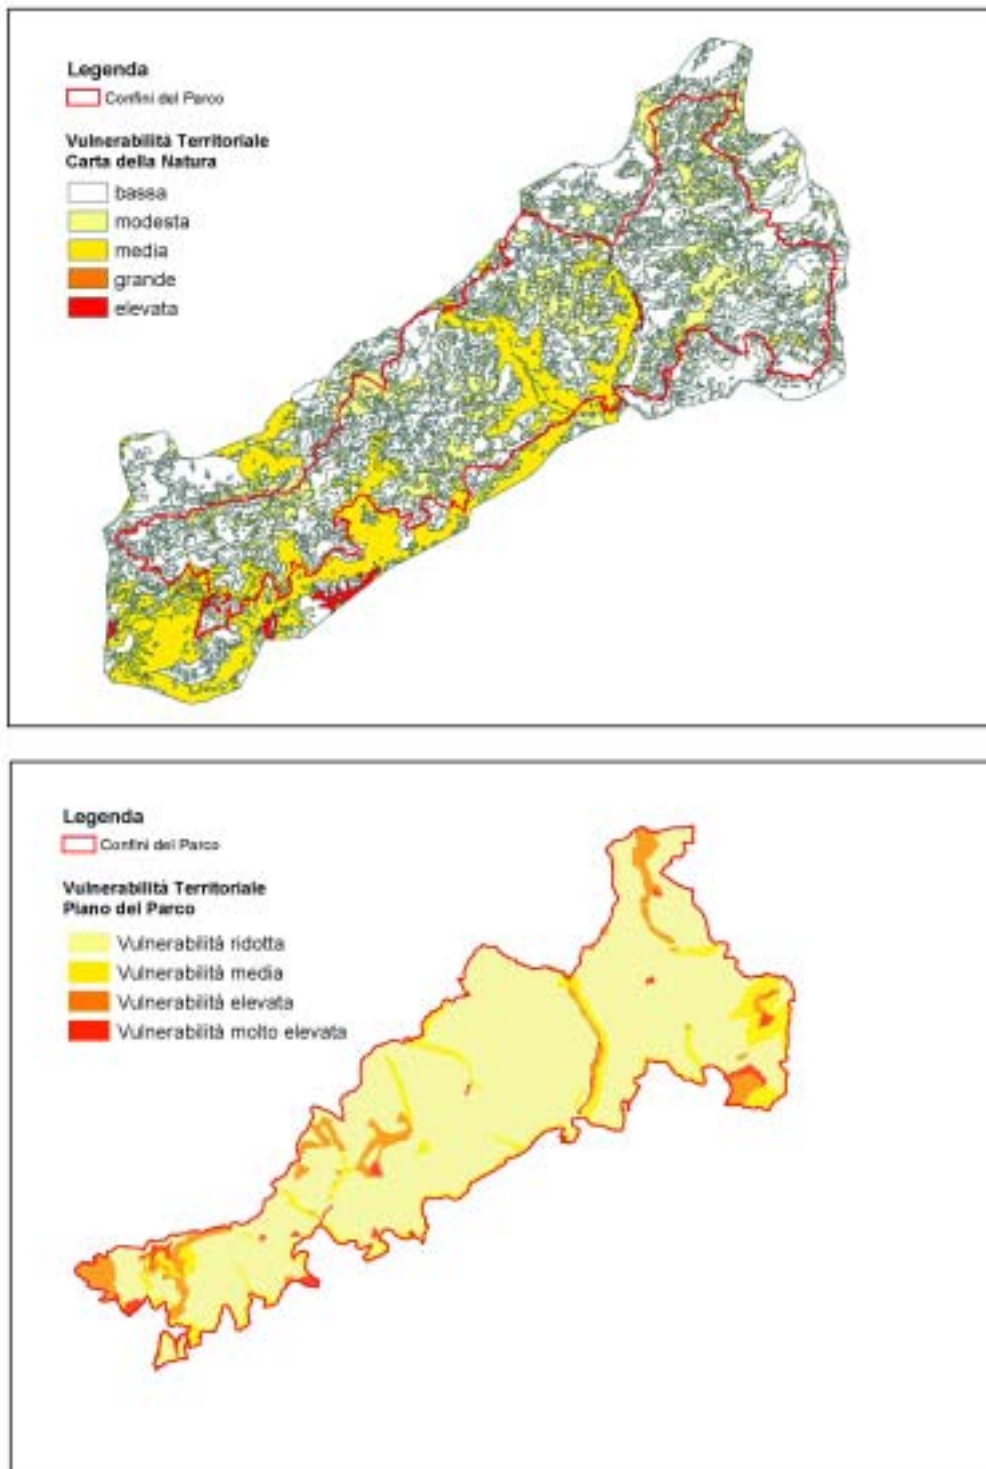 Legenda
Confini del Parco
Vulnerabilità Territoriale
Carta della Natura
bassa
modesta
media
grande
elevata
Legenda
Confini del Parco
Vulnerabilità Territoriale
Piano del Parco
Vulnerabilità ridotta
Vulnerabilità media
Vulnerabilità elevata
Vulnerabilità molto elevata